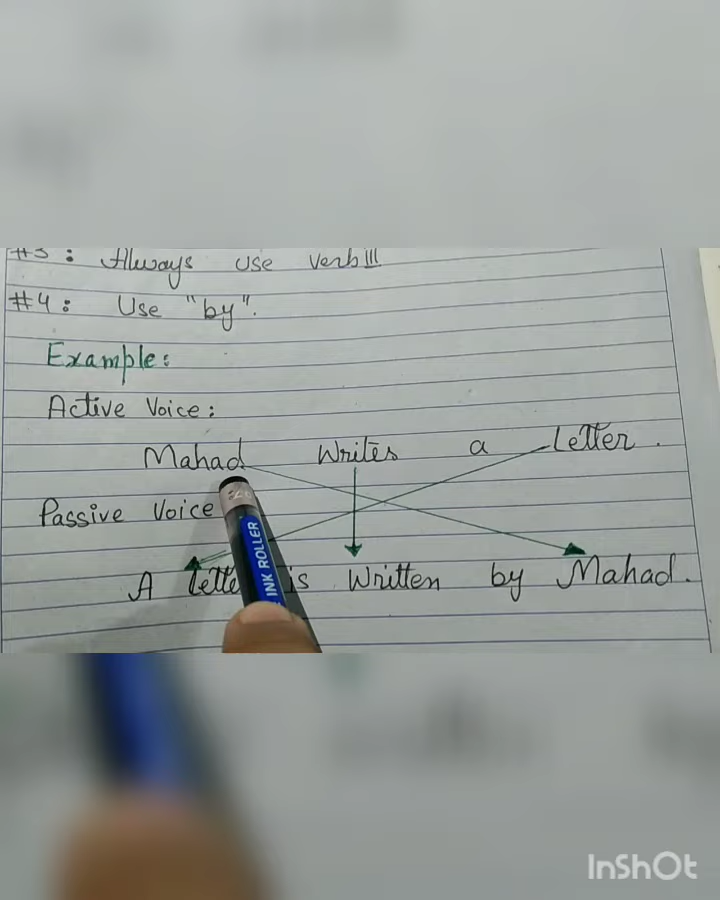 #3: Always use verb III
#4: Use "by".
Example:
Active Voice:
Mahad Writes a Letter.
Passive Voice
A Lette is Written by Mahad.
INK ROLLER
InShOt